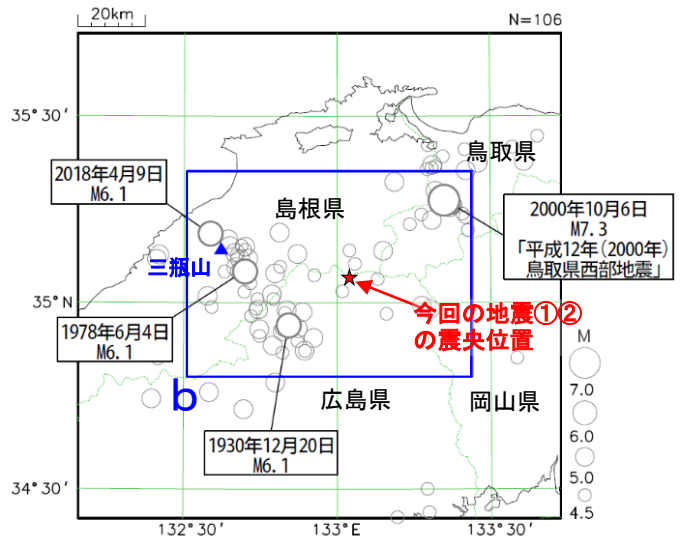 20km
N=106
35°30′
鳥取県
2018年4月9日
M6.1
島根県
2000年10月6日
M7.3
「平成12年(2000年)
鳥取県西部地震」
三瓶山
35°N
今回の地震①②
の震央位置
1978年6月4日
M6.1
M
7.0
6.0
5.0
4.5
b
広島県
岡山県
1930年12月20日
M6.1
34°30′
132°30′
133°E
133°30′